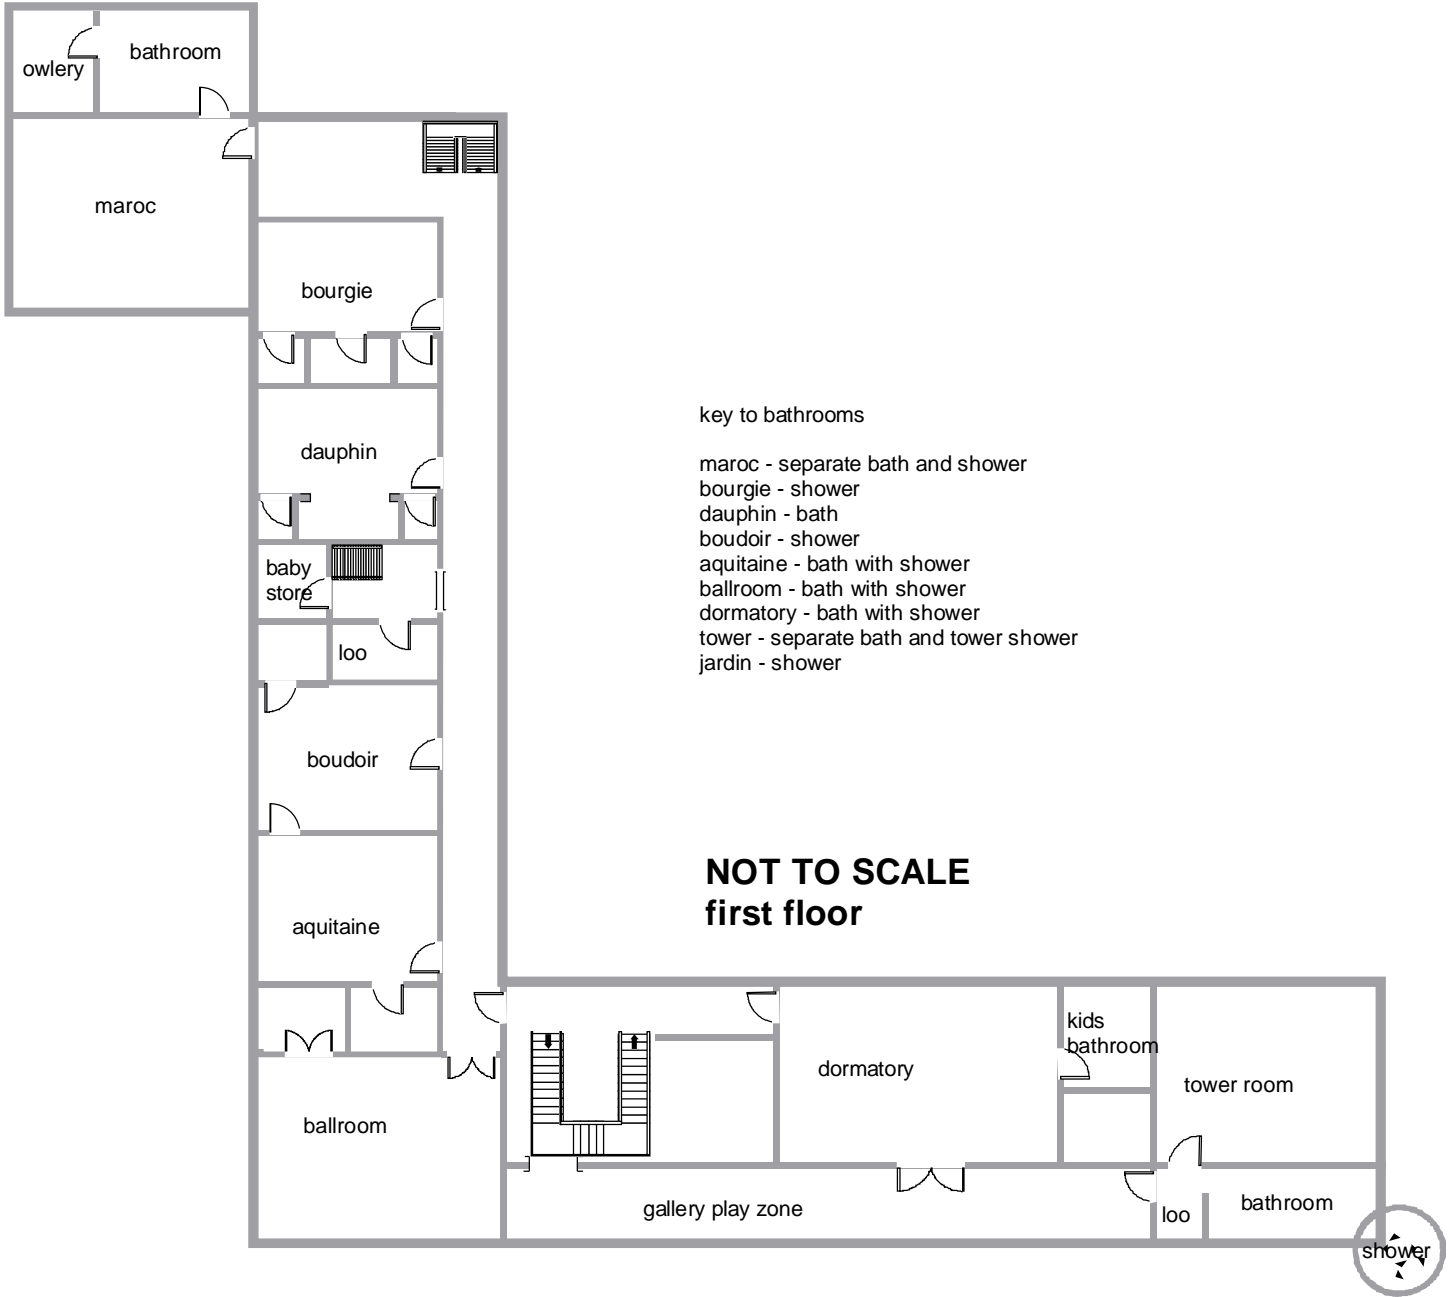 owlery
bathroom
maroc
bourgie
dauphin
baby
store
loo
boudoir
aquitaine
ballroom
key to bathrooms
maroc - separate bath and shower
bourgie - shower
dauphin - bath
boudoir - shower
aquitaine - bath with shower
ballroom - bath with shower
dormatory - bath with shower
tower - separate bath and tower shower
jardin - shower
NOT TO SCALE
first floor
dormatory
kids
bathroom
tower room
gallery play zone
loo
bathroom
shower